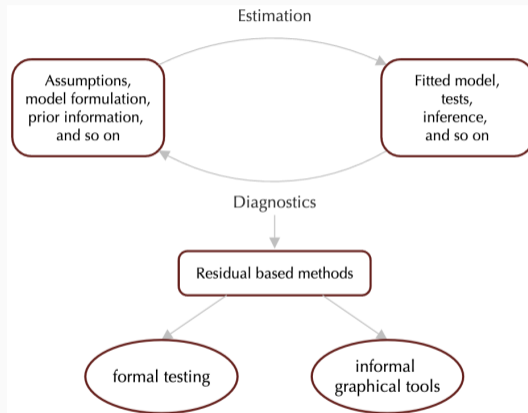 Estimation
Assumptions,
model formulation,
prior information,
and so on
Fitted model,
tests,
inference,
and so on
Diagnostics
Residual based methods
formal testing
informal
graphical tools